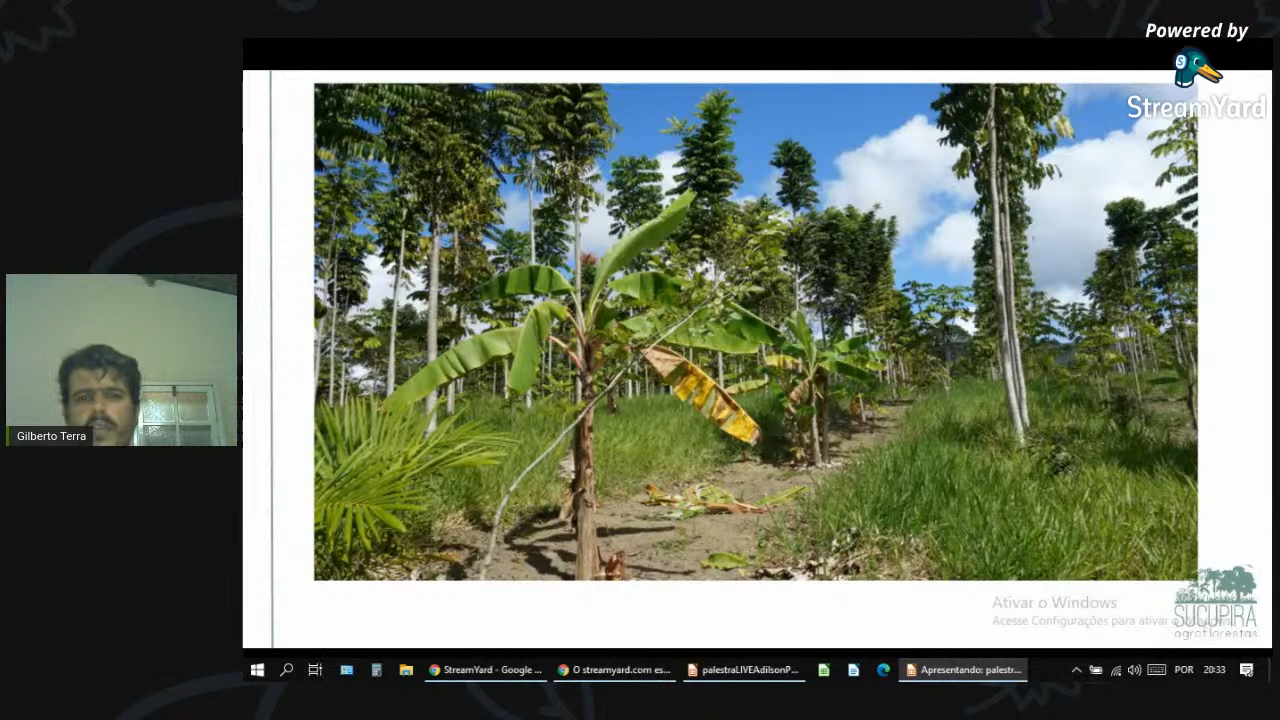 Powered by
StreamYard
Gilberto Terra
Ativar o Windows
Acesse Configurações para ativar o Windows.
SUCUPIRA
agroflorestas
StreamYard - Google ...
O streamyard.com es...
palestraLIVEAdilsonP...
Apresentando: palestr...
POR
20:33